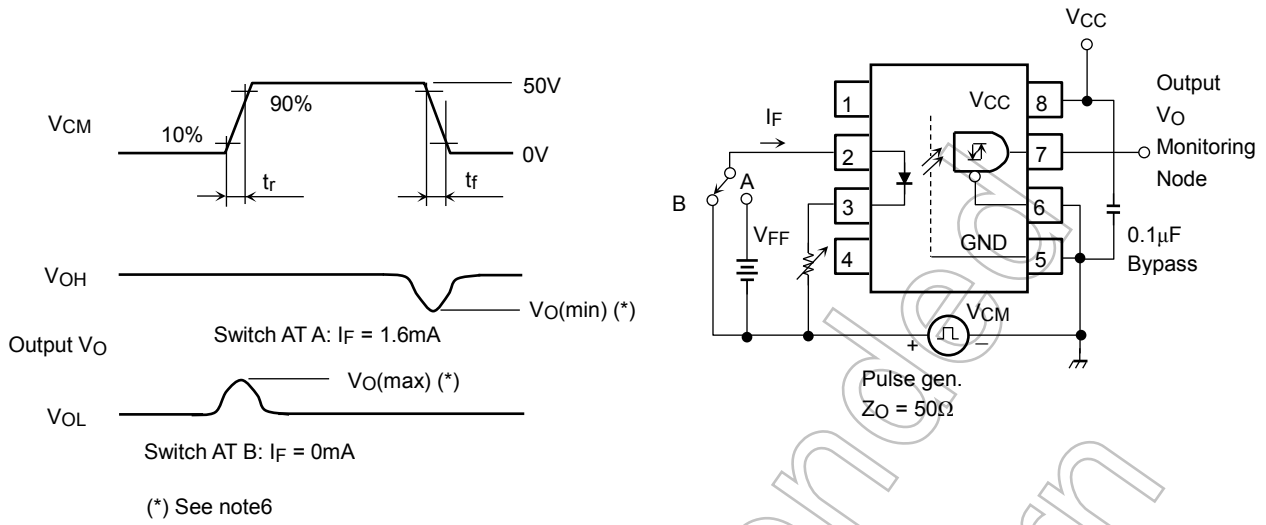 VCM
10%
90%
50V
0V
tr
tf
VOH
VO(min) (*)
Switch AT A: IF = 1.6mA
Output VO
VO(max) (*)
VOL
Switch AT B: IF = 0mA
(*) See note6
VCC
1
2
3
4
VCC
GND
8
7
6
5
IF
A
B
VFF
Output
VO
Monitoring
Node
0.1μF
Bypass
VCM
+
−
Pulse gen.
ZO = 50Ω